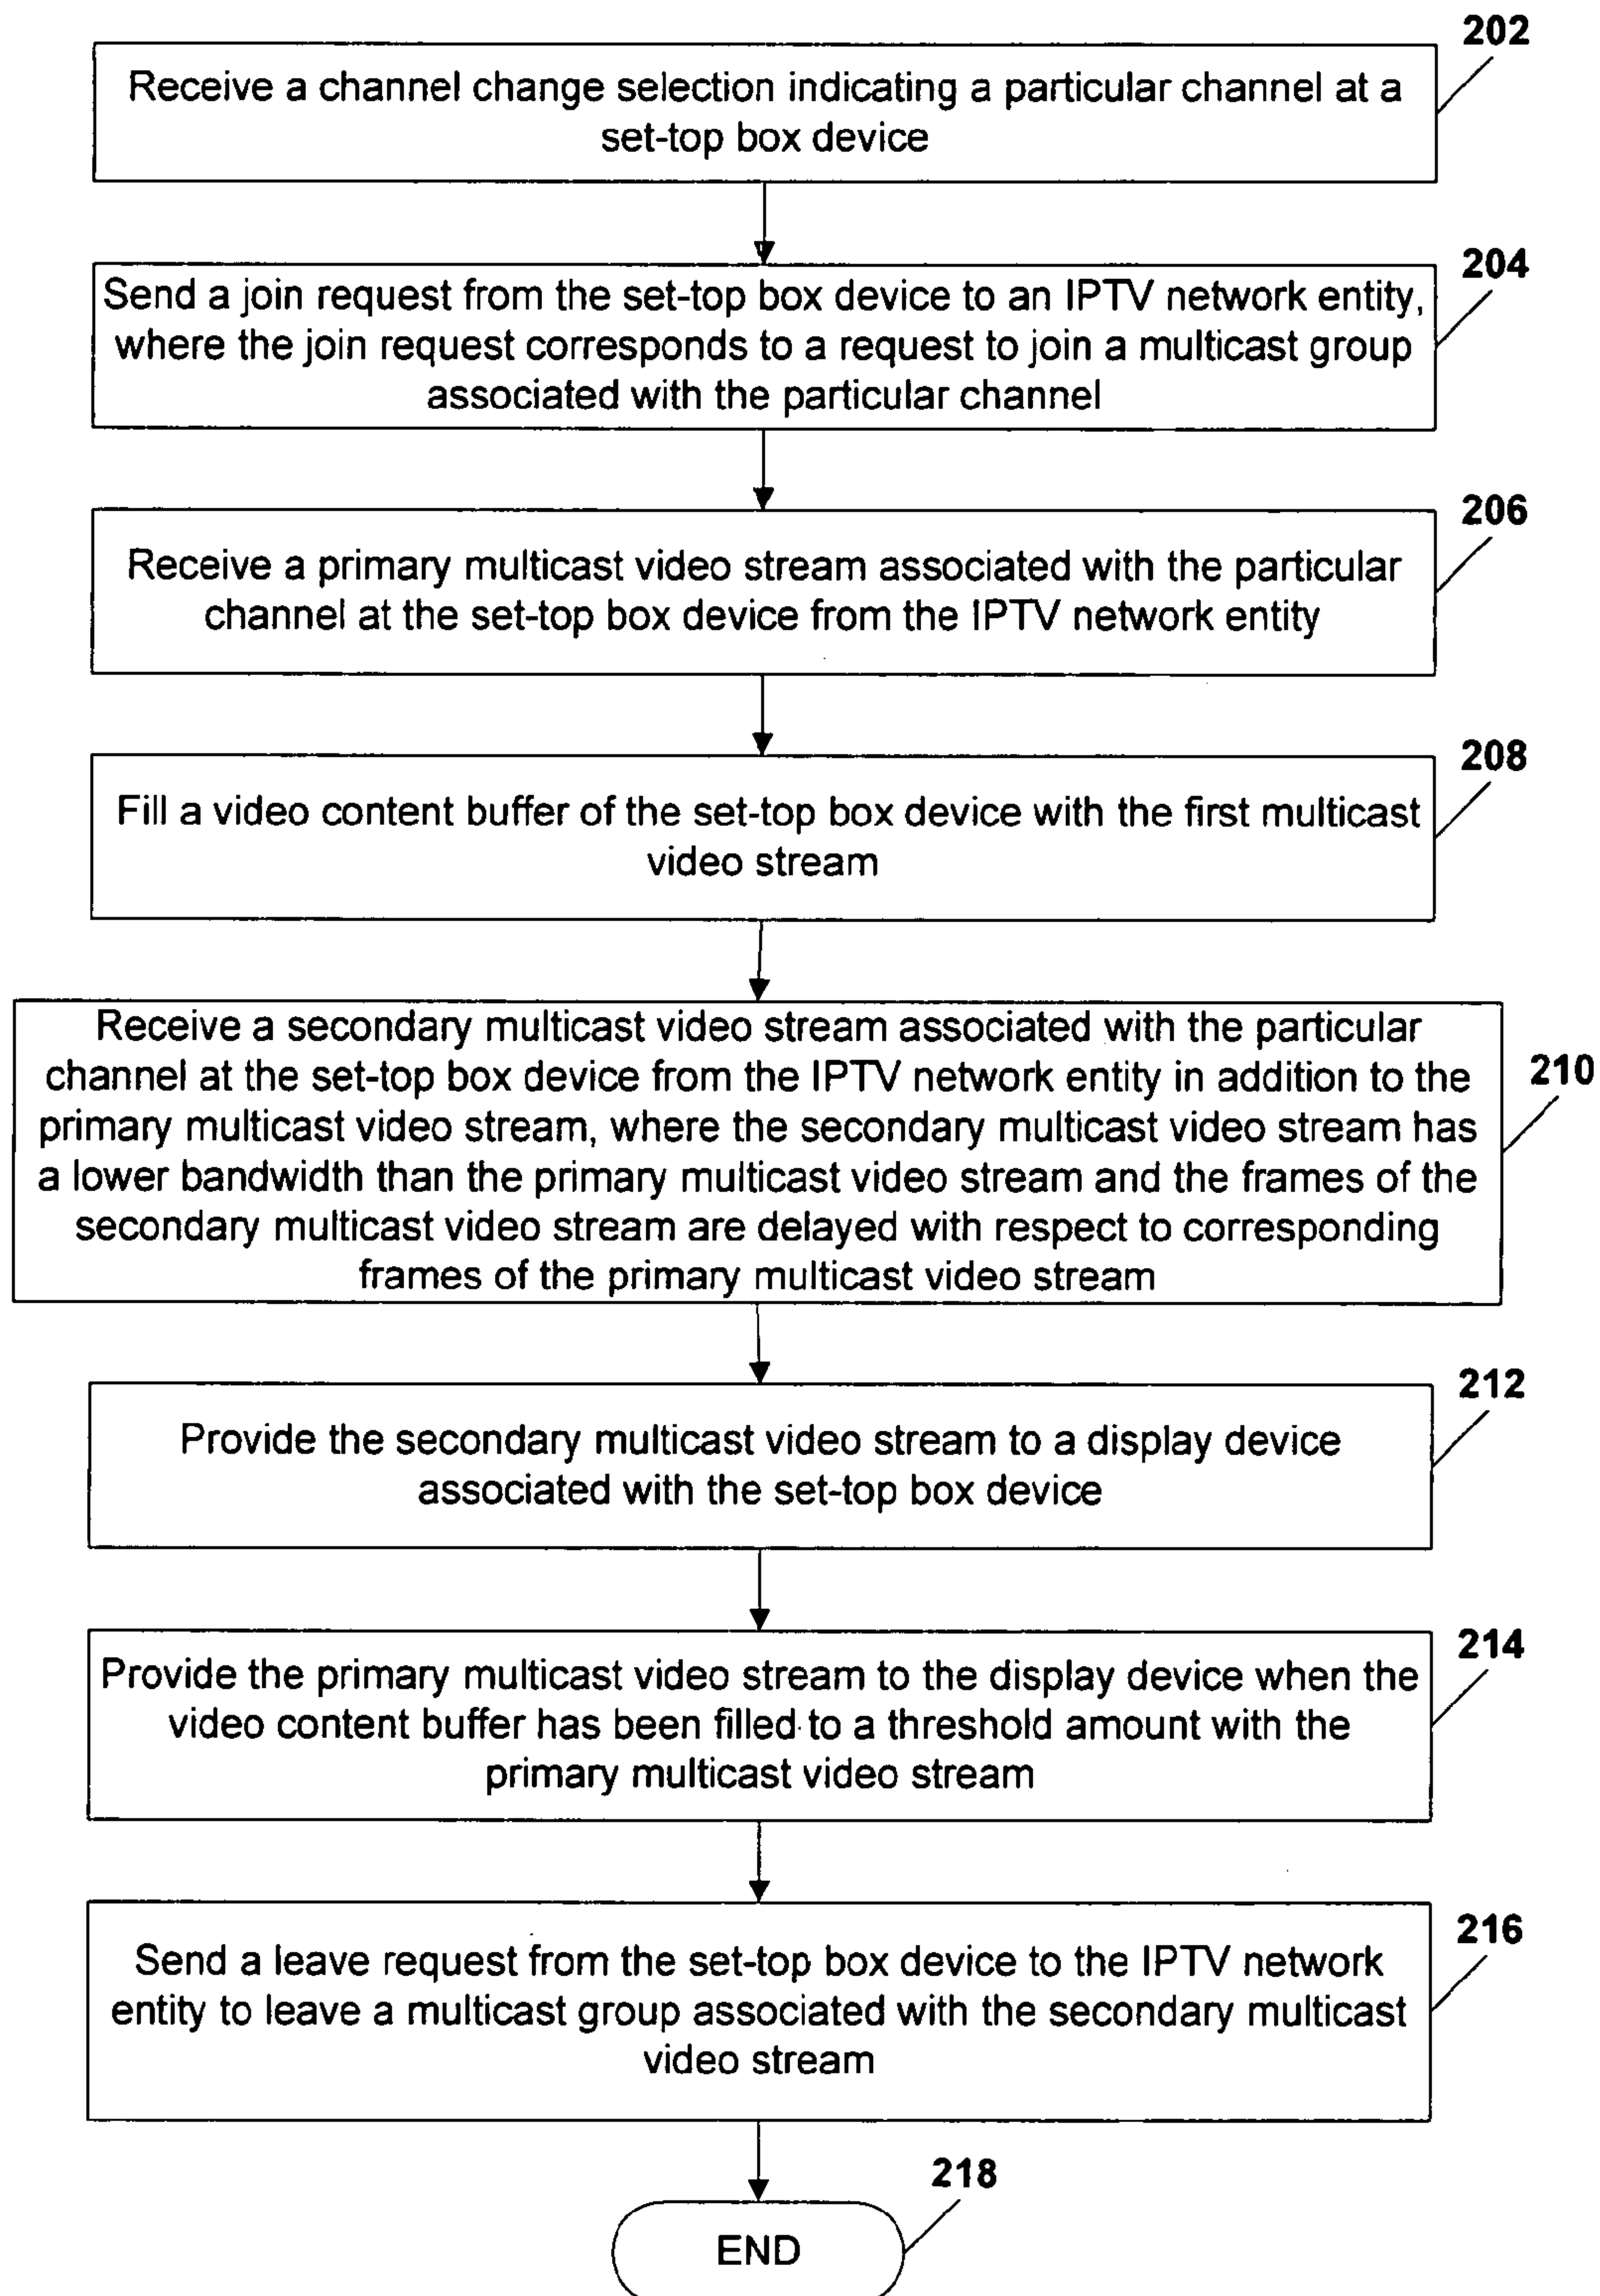 202
Receive a channel change selection indicating a particular channel at a
set-top box device
204
Send a join request from the set-top box device to an IPTV network entity,
where the join request corresponds to a request to join a multicast group
associated with the particular channel
206
Receive a primary multicast video stream associated with the particular
channel at the set-top box device from the IPTV network entity
208
Fill a video content buffer of the set-top box device with the first multicast
video stream
210
Receive a secondary multicast video stream associated with the particular
channel at the set-top box device from the IPTV network entity in addition to the
primary multicast video stream, where the secondary multicast video stream has
a lower bandwidth than the primary multicast video stream and the frames of the
secondary multicast video stream are delayed with respect to corresponding
frames of the primary multicast video stream
212
Provide the secondary multicast video stream to a display device
associated with the set-top box device
214
Provide the primary multicast video stream to the display device when the
video content buffer has been filled to a threshold amount with the
primary multicast video stream
216
Send a leave request from the set-top box device to the IPTV network
entity to leave a multicast group associated with the secondary multicast
video stream
218
END